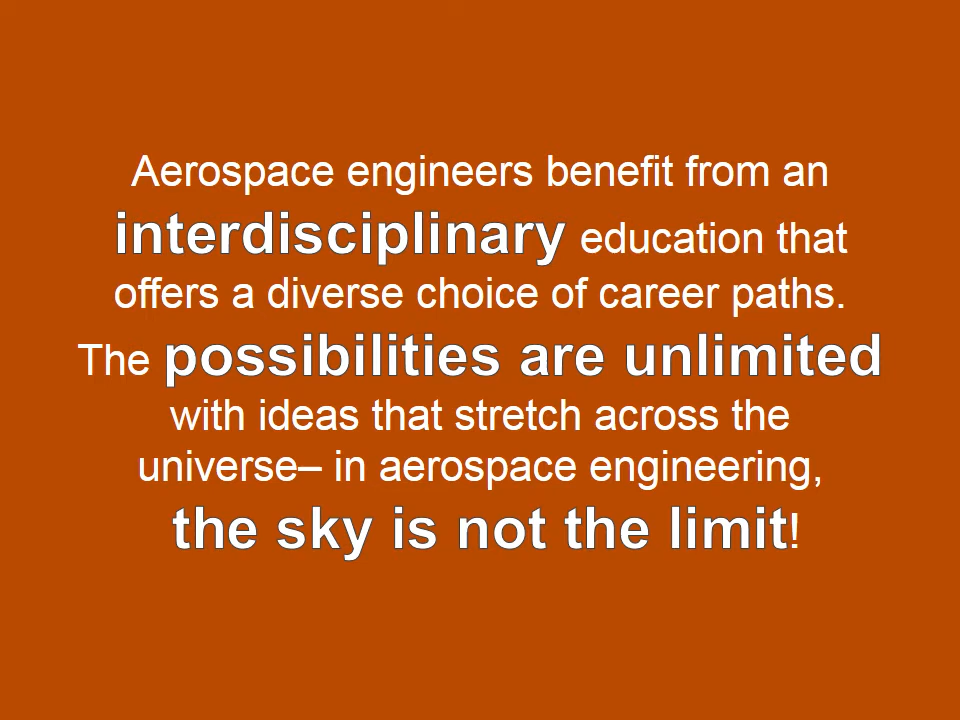 Aerospace engineers benefit from an
interdisciplinary education that
offers a diverse choice of career paths.
The possibilities are unlimited
with ideas that stretch across the
universe– in aerospace engineering,
the sky is not the limit!